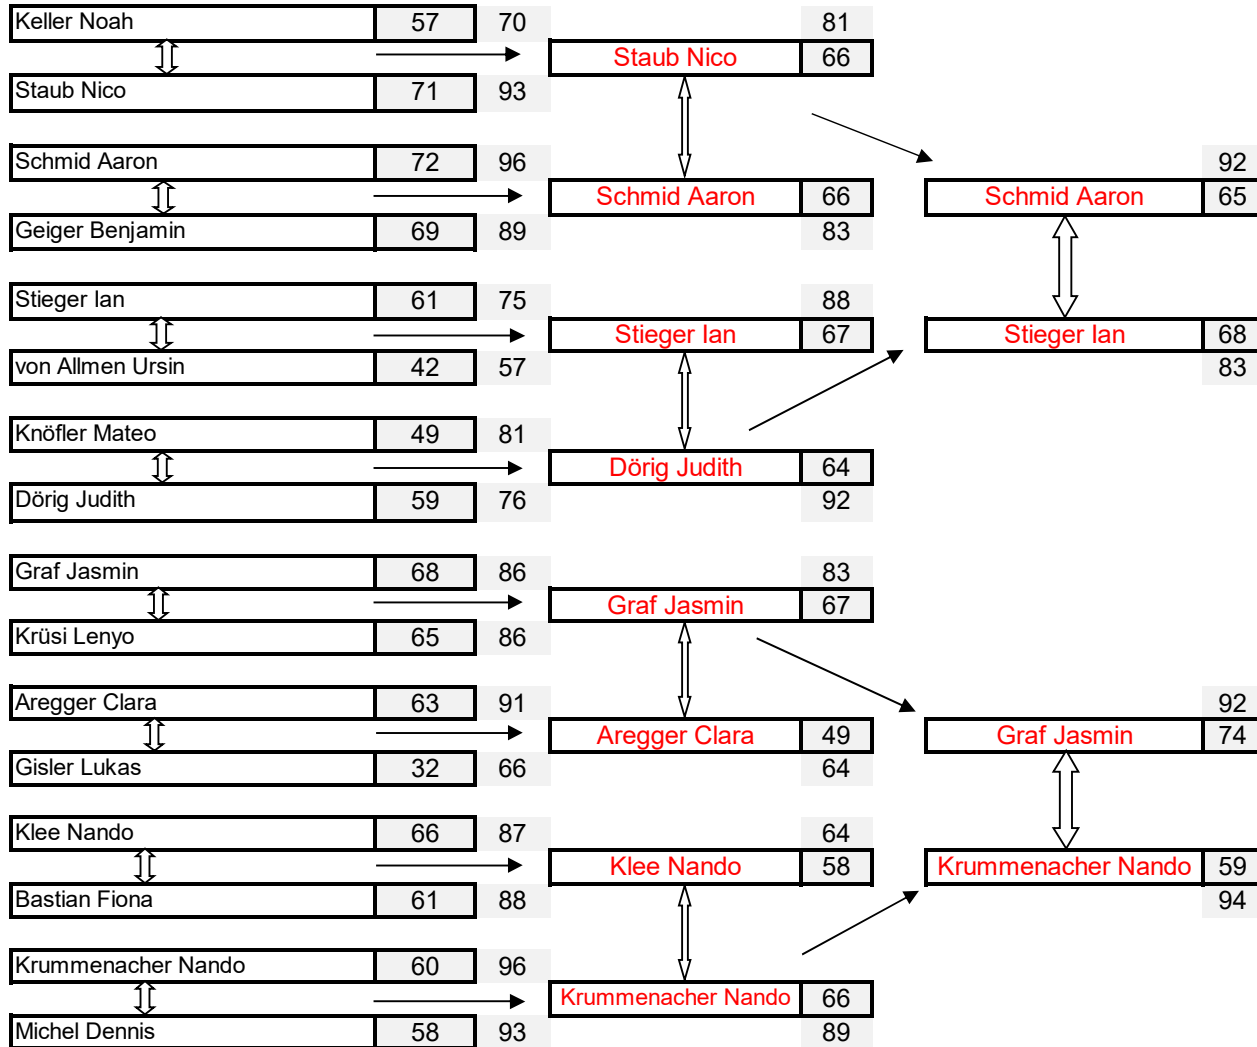 Keller Noah 57 70 81
Staub Nico 66
Staub Nico 71 93
Schmid Aaron 72 96 92
Schmid Aaron 66 Schmid Aaron 65
Geiger Benjamin 69 89 83
Stieger Ian 61 75 88
Stieger Ian 67 Stieger Ian 68
von Allmen Ursin 42 57 83
Knöfler Mateo 49 81
Dörig Judith 64
Dörig Judith 59 76 92
Graf Jasmin 68 86 83
Graf Jasmin 67
Krüsi Lenyo 65 86
Aregger Clara 63 91 92
Aregger Clara 49 Graf Jasmin 74
Gisler Lukas 32 66 64
Klee Nando 66 87 64
Klee Nando 58 Krummenacher Nando 59
Bastian Fiona 61 88 94
Krummenacher Nando 60 96
Krummenacher Nando 66
Michel Dennis 58 93 89